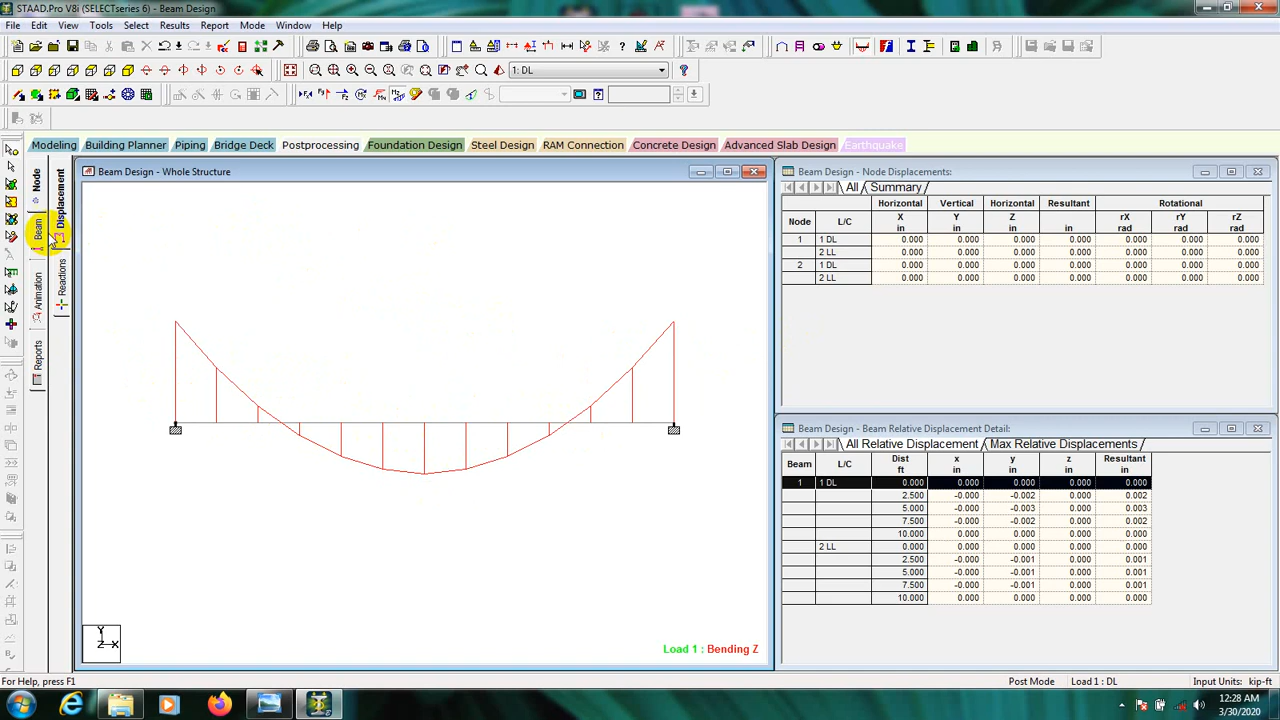 STAAD.Pro V8i (SELECTseries 6) - Beam Design
File Edit View Tools Select Results Report Mode Window Help
1: DL
Modeling Building Planner Piping Bridge Deck Postprocessing Foundation Design Steel Design RAM Connection Concrete Design Advanced Slab Design Earthquake
Node
Beam
Animation
Reports
Displacement
Reactions
Beam Design - Whole Structure
Y
Z X
Load 1 : Bending Z
Beam Design - Node Displacements:
All Summary
Horizontal Vertical Horizontal Resultant Rotational
Node L/C X in Y in Z in in rX rad rY rad rZ rad
1 1 DL 0.000 0.000 0.000 0.000 0.000 0.000 0.000
2 LL 0.000 0.000 0.000 0.000 0.000 0.000 0.000
2 1 DL 0.000 0.000 0.000 0.000 0.000 0.000 0.000
2 LL 0.000 0.000 0.000 0.000 0.000 0.000 0.000
Beam Design - Beam Relative Displacement Detail:
All Relative Displacement Max Relative Displacements
Beam L/C Dist ft x in y in z in Resultant in
1 1 DL 0.000 0.000 0.000 0.000 0.000
2.500 -0.000 -0.002 0.000 0.002
5.000 -0.000 -0.003 0.000 0.003
7.500 -0.000 -0.002 0.000 0.002
10.000 0.000 0.000 0.000 0.000
2 LL 0.000 0.000 0.000 0.000 0.000
2.500 -0.000 -0.001 0.000 0.001
5.000 -0.000 -0.001 0.000 0.001
7.500 -0.000 -0.001 0.000 0.001
10.000 0.000 0.000 0.000 0.000
For Help, press F1 Post Mode Load 1 : DL Input Units: kip-ft
12:28 AM
3/30/2020